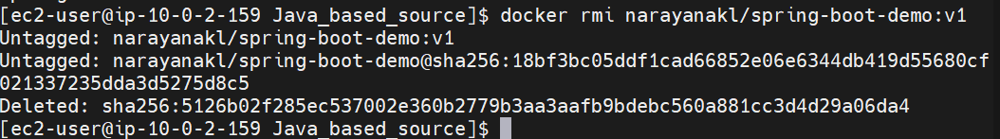 [ec2-user@ip-10-0-2-159 Java_based_source]$ docker rmi narayanakl/spring-boot-demo:v1
Untagged: narayanakl/spring-boot-demo:v1
Untagged: narayanakl/spring-boot-demo@sha256:18bf3bc05ddf1cad66852e06e6344db419d55680cf
021337235dda3d5275d8c5
Deleted: sha256:5126b02f285ec537002e360b2779b3aa3aafb9bdebc560a881cc3d4d29a06da4
[ec2-user@ip-10-0-2-159 Java_based_source]$